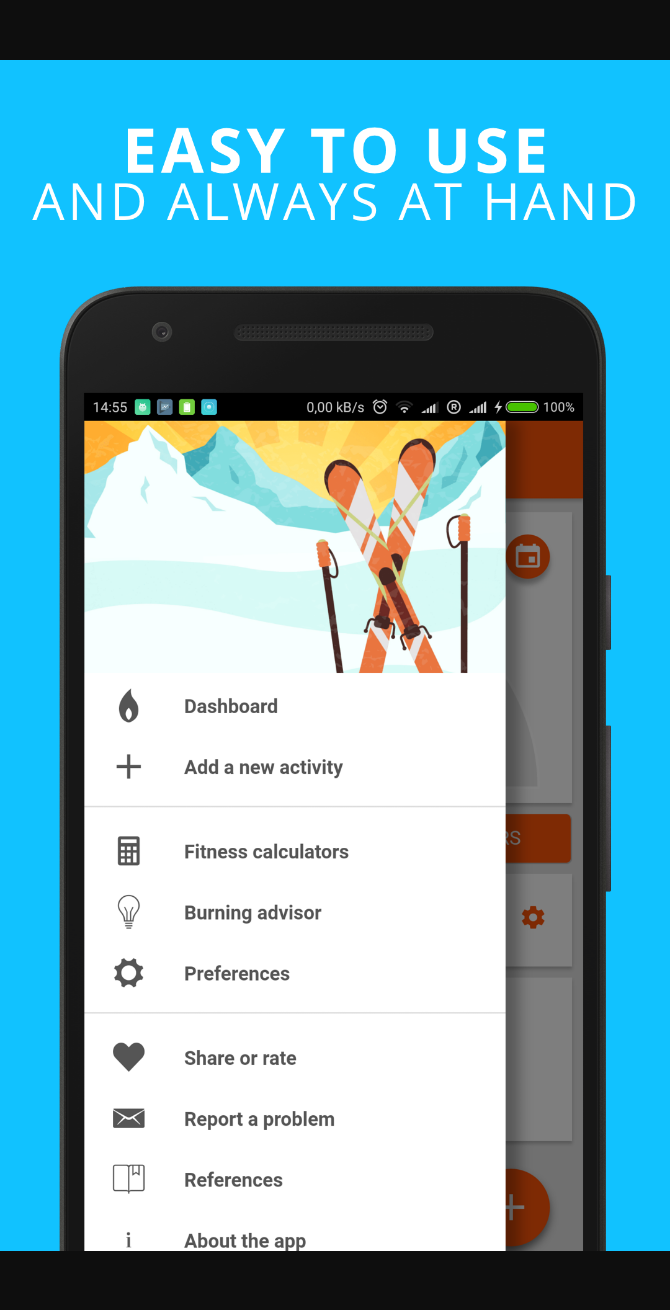 EASY TO USE
AND ALWAYS AT HAND
14:55 0,00 kB/s R 100%
Dashboard
Add a new activity
RS
Fitness calculators
Burning advisor
Preferences
Share or rate
Report a problem
References
i About the app